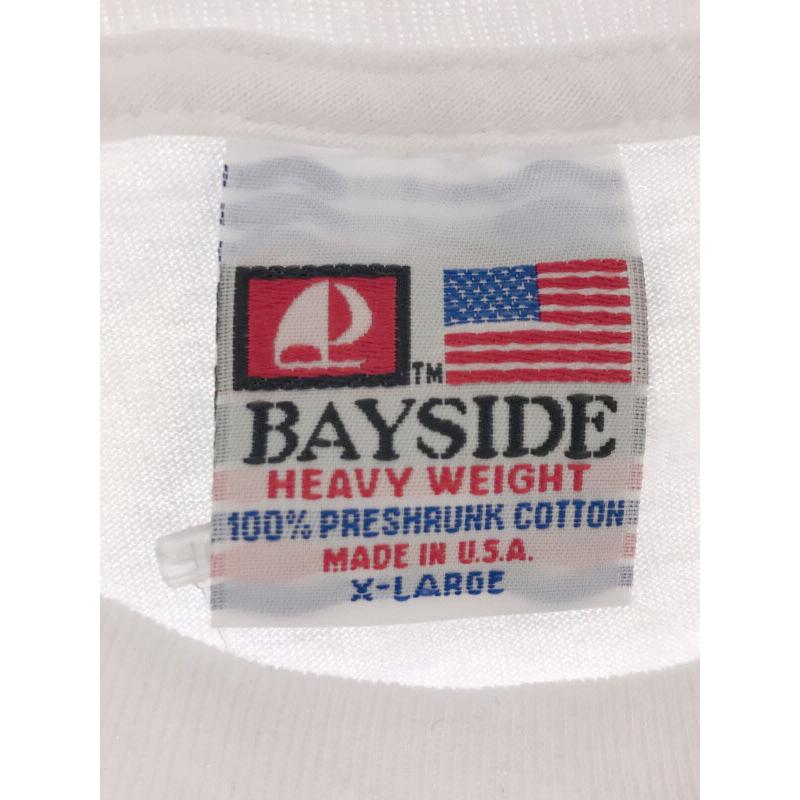 TM
BAYSIDE
HEAVY WEIGHT
100% PRESHRUNK COTTON
MADE IN U.S.A.
X-LARGE